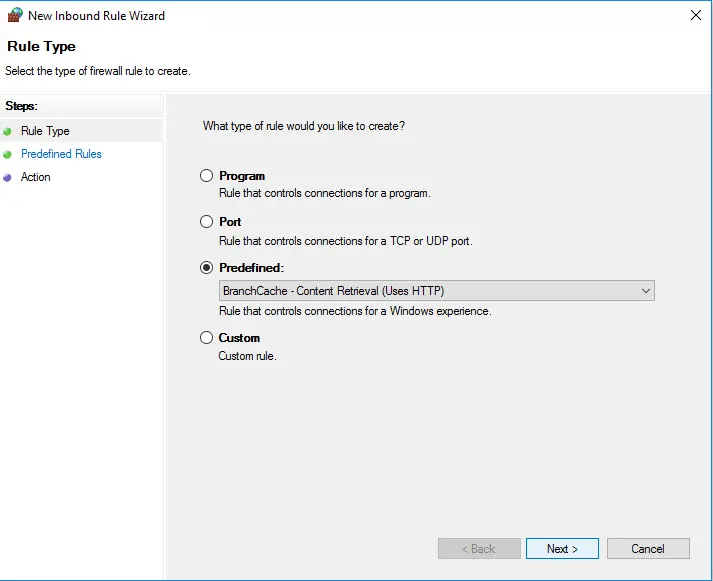 New Inbound Rule Wizard
Rule Type
Select the type of firewall rule to create.
Steps:
Rule Type
Predefined Rules
Action
What type of rule would you like to create?
Program
Rule that controls connections for a program.
Port
Rule that controls connections for a TCP or UDP port.
Predefined:
BranchCache - Content Retrieval (Uses HTTP)
Rule that controls connections for a Windows experience.
Custom
Custom rule.
< Back
Next >
Cancel